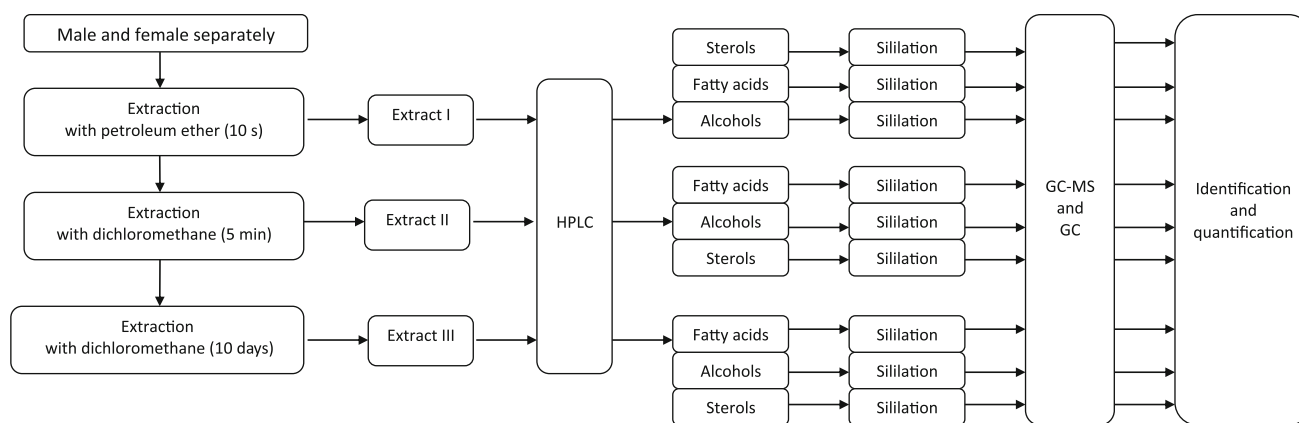 Male and female separately
Extraction
with petroleum ether (10 s)
Extract I
Extraction
with dichloromethane (5 min)
Extract II
Extraction
with dichloromethane (10 days)
Extract III
HPLC
Sterols
Sililation
Fatty acids
Sililation
Alcohols
Sililation
Fatty acids
Sililation
Alcohols
Sililation
Sterols
Sililation
Fatty acids
Sililation
Alcohols
Sililation
Sterols
Sililation
GC-MS
and
GC
Identification
and
quantification